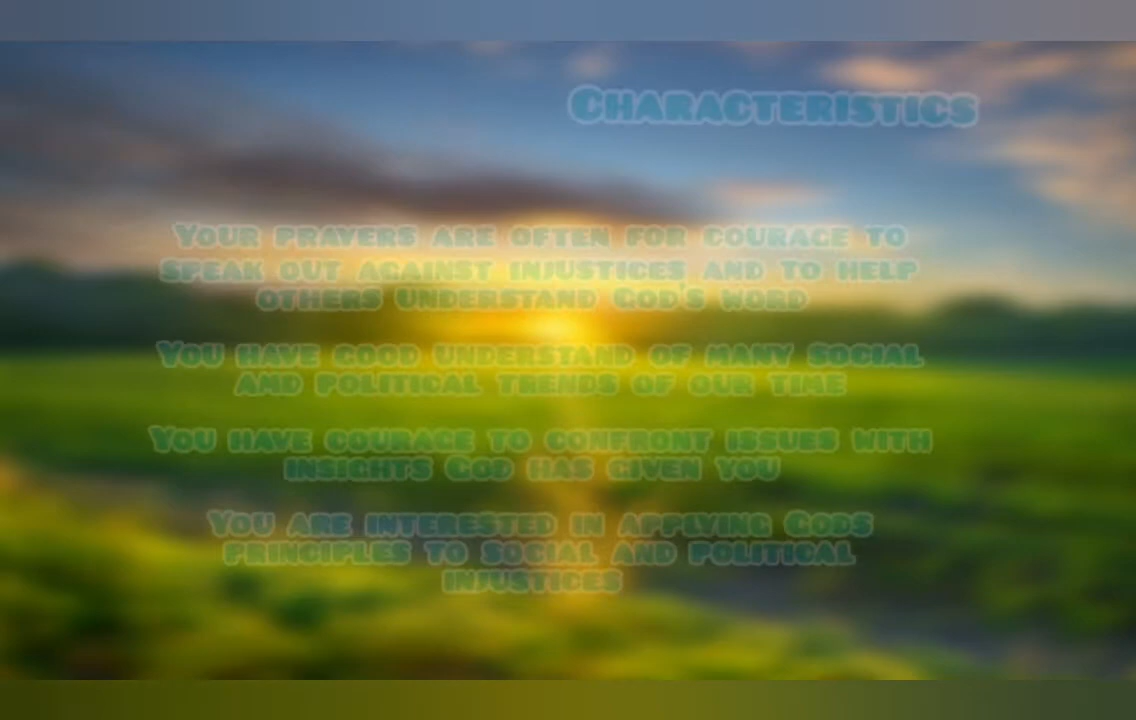 Characteristics
Your prayers are often for courage to
speak out against injustices and to help
others Understand God's word
You have good understand of many social
and political trends of our time
You have courage to confront issues with
insights God has given you
You are interested in applying Gods
principles to Social and political
injustices